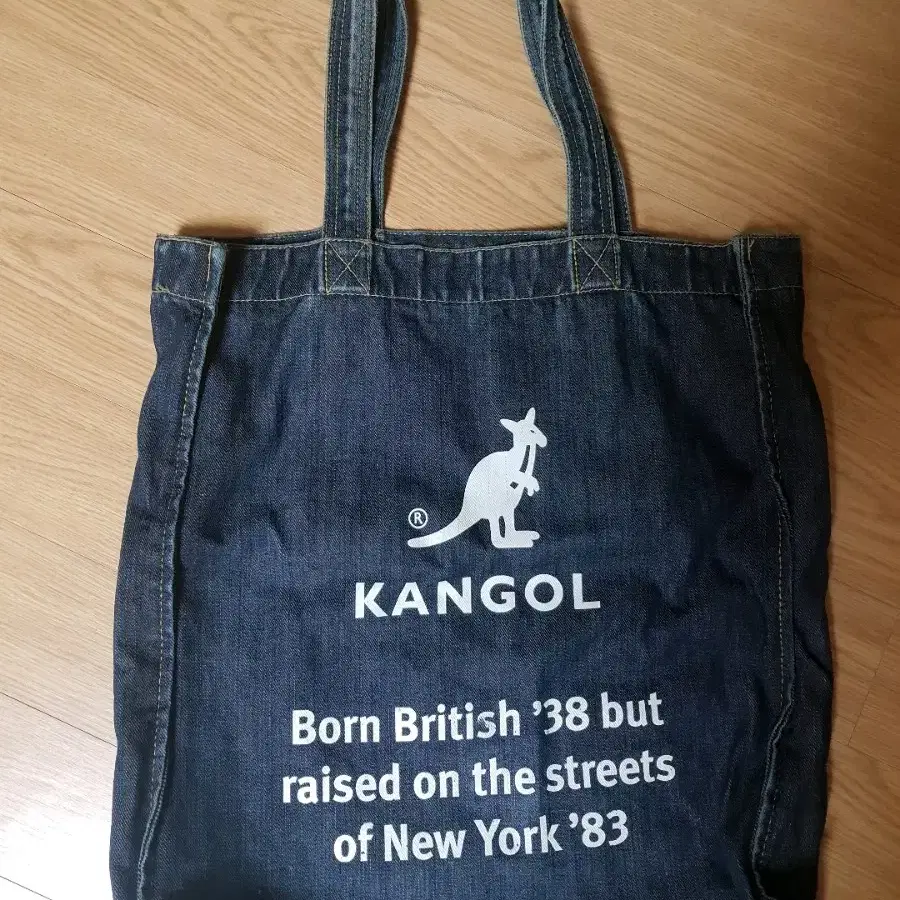 ®
KANGOL
Born British ’38 but
raised on the streets
of New York ’83